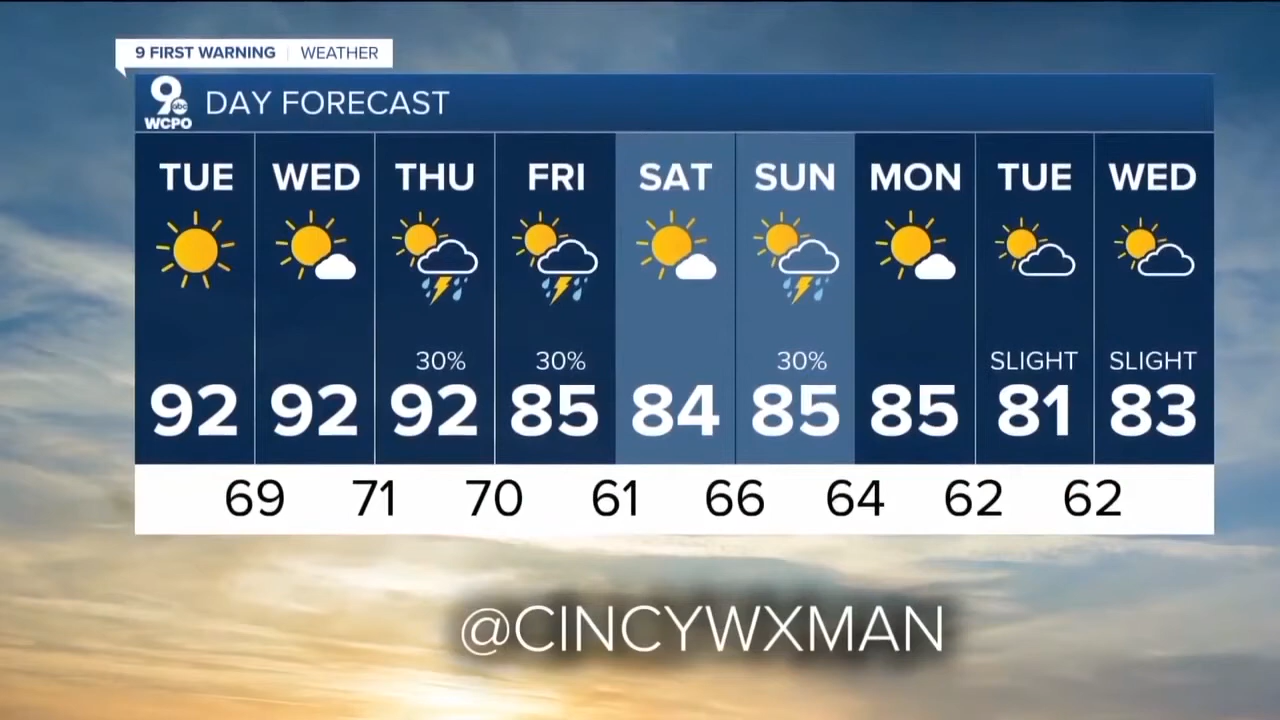 9 FIRST WARNING | WEATHER
9 abc WCPO DAY FORECAST
TUE WED THU FRI SAT SUN MON TUE WED
30% 30% 30% SLIGHT SLIGHT
92 92 92 85 84 85 85 81 83
69 71 70 61 66 64 62 62
@CINCYWXMAN